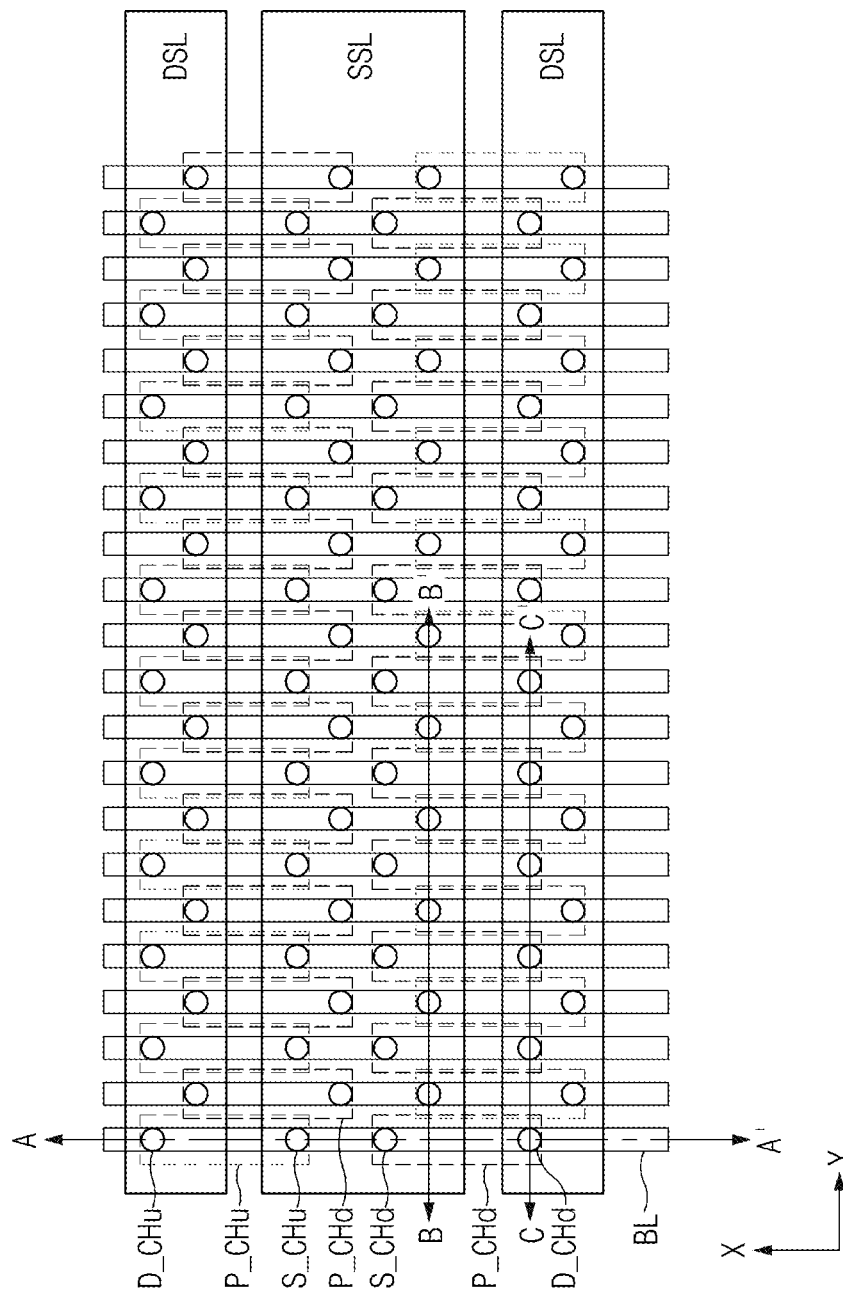 DSL
SSL
DSL
A
A'
B
B
C
C
D_CHu
P_CHu
S_CHu
P_CHd
S_CHd
P_CHd
D_CHd
BL
X
Y